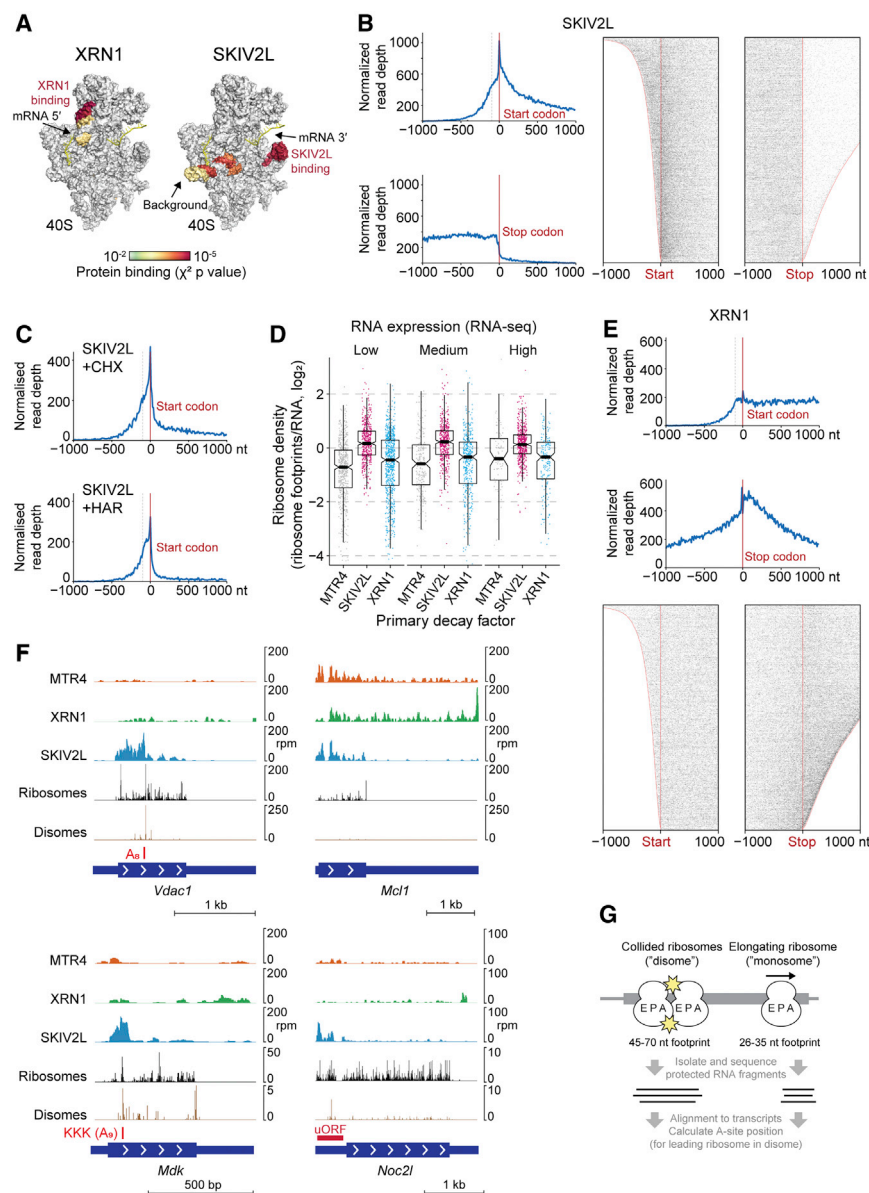 A
XRN1
SKIV2L
XRN1
binding
mRNA 5′
mRNA 3′
SKIV2L
binding
Background
40S
40S
10-2
10-5
Protein binding (χ2 p value)
B
SKIV2L
Normalized
read depth
1000
800
600
400
200
Start codon
−1000 −500 0 500 1000
Normalized
read depth
1000
800
600
400
200
0
Stop codon
−1000 −500 0 500 1000
−1000 Start 1000
−1000 Stop 1000 nt
C
SKIV2L
+CHX
Normalised
read depth
400
200
0
Start codon
−1000 −500 0 500 1000 nt
SKIV2L
+HAR
Normalised
read depth
400
200
0
Start codon
−1000 −500 0 500 1000 nt
D
RNA expression (RNA-seq)
Low Medium High
Ribosome density
(ribosome footprints/RNA, log2)
2
0
−2
−4
MTR4 SKIV2L XRN1 MTR4 SKIV2L XRN1 MTR4 SKIV2L XRN1
Primary decay factor
E
XRN1
Normalized
read depth
600
400
200
0
Start codon
−1000 −500 0 500 1000 nt
Normalized
read depth
600
400
200
0
Stop codon
−1000 −500 0 500 1000
−1000 Start 1000
−1000 Stop 1000 nt
F
MTR4
XRN1
SKIV2L
Ribosomes
Disomes
200
0
200
0
200
rpm
0
200
0
250
0
A8
Vdac1
1 kb
200
0
200
0
200
rpm
0
200
0
250
0
Mcl1
1 kb
MTR4
XRN1
SKIV2L
Ribosomes
Disomes
200
0
200
0
200
rpm
0
50
0
5
0
KKK (A9)
Mdk
500 bp
100
0
100
0
100
rpm
0
10
0
10
0
uORF
Noc2l
1 kb
G
Collided ribosomes
("disome")
Elongating ribosome
("monosome")
E P A E P A E P A
45-70 nt footprint
26-35 nt footprint
Isolate and sequence
protected RNA fragments
Alignment to transcripts
Calculate A-site position
(for leading ribosome in disome)